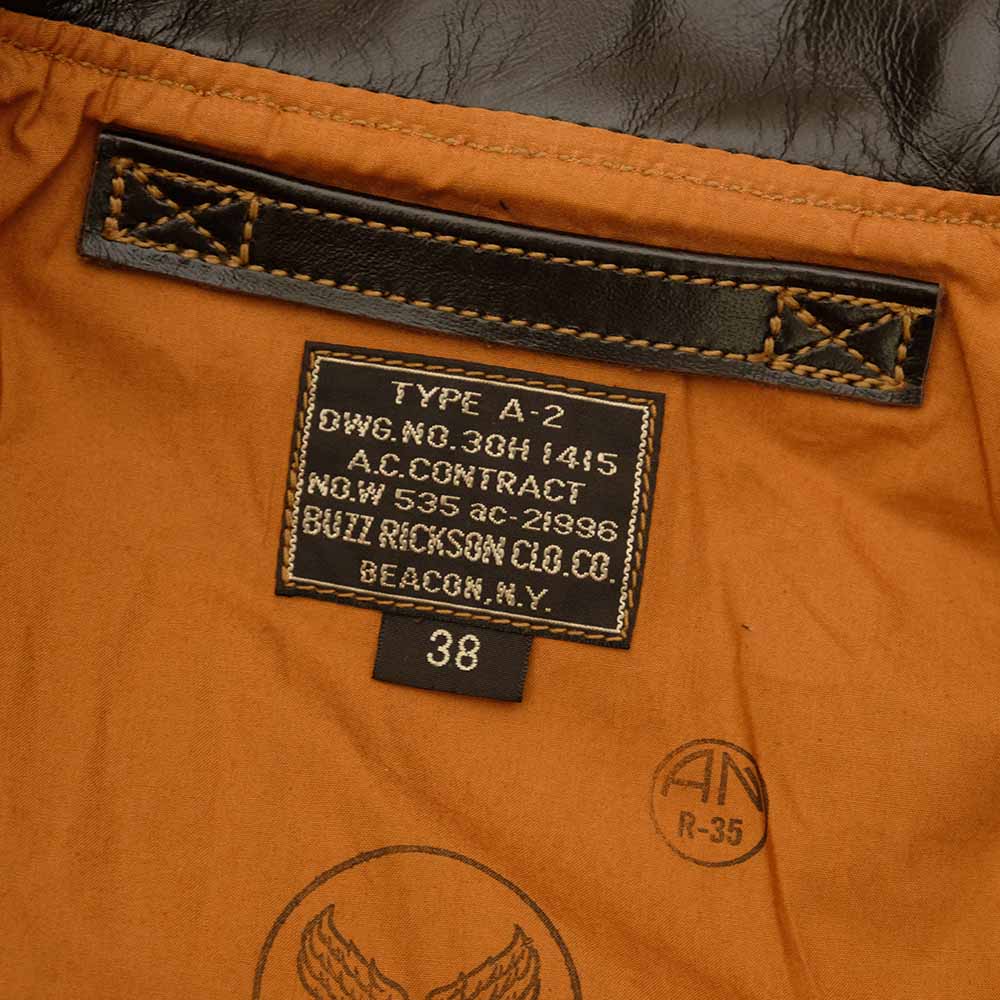 TYPE A-2
DWG.NO.30H 1415
A.C.CONTRACT
NO.W 535 ac-21996
BUZZ RICKSON CLO.CO.
BEACON,N.Y.
38
AN
R-35